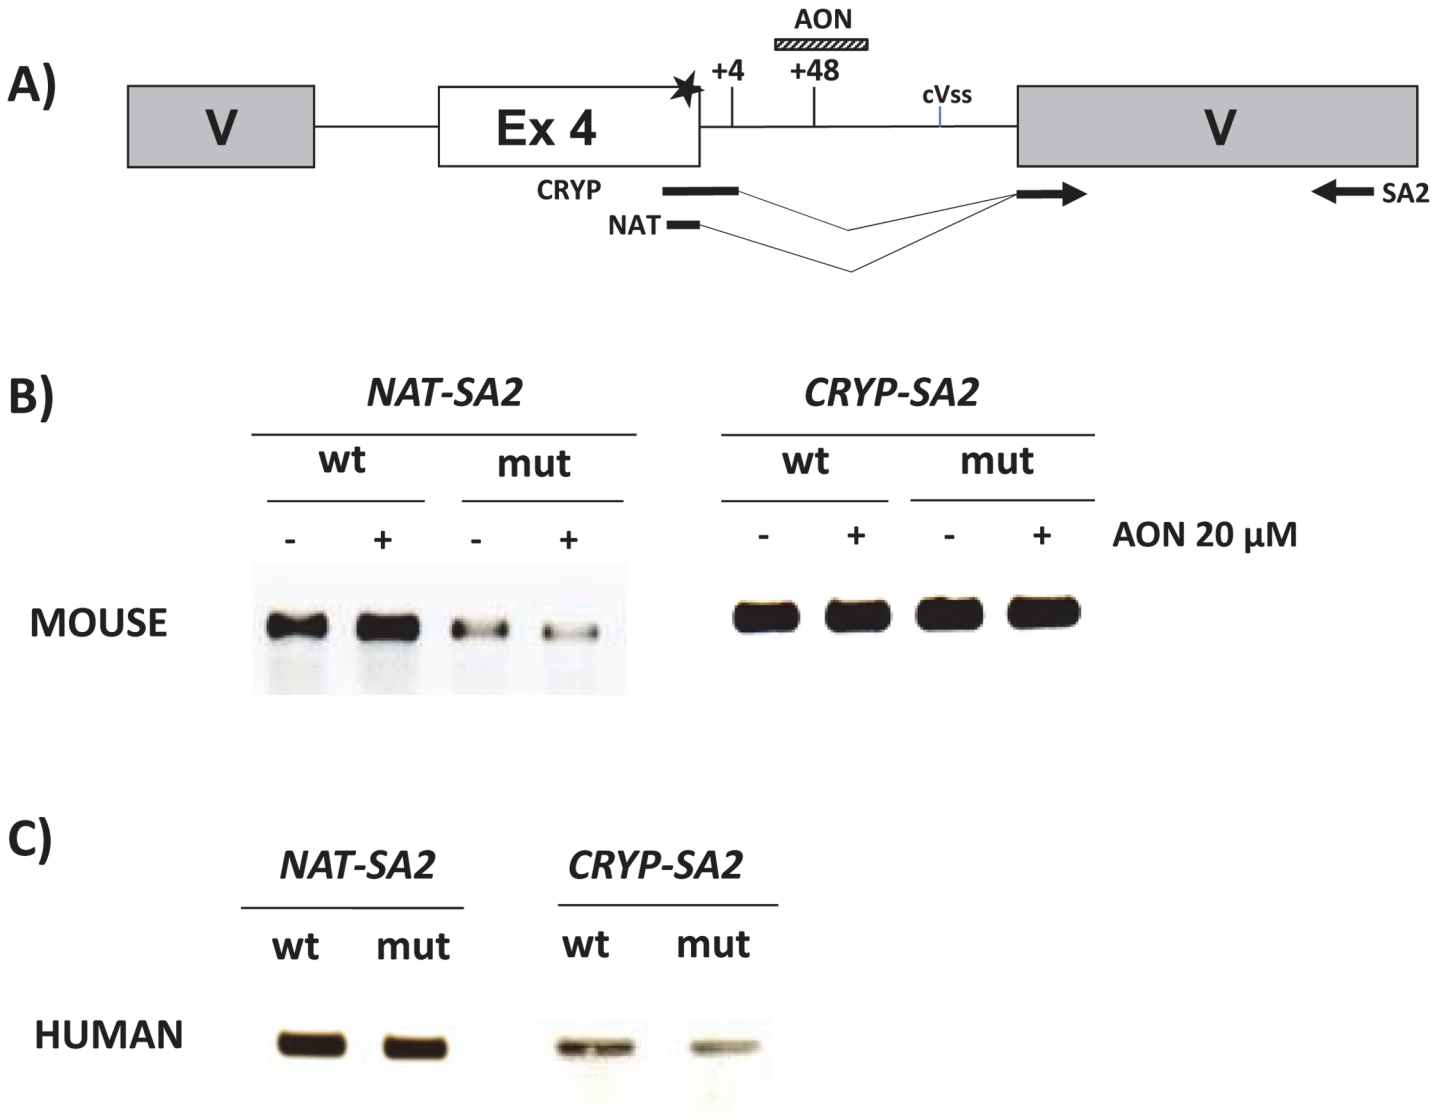 AON
A)
+4 +48
cVss
V Ex 4 V
CRYP
SA2
NAT
B)
NAT-SA2 CRYP-SA2
wt mut wt mut
- + - + - + - + AON 20 µM
MOUSE
C)
NAT-SA2 CRYP-SA2
wt mut wt mut
HUMAN